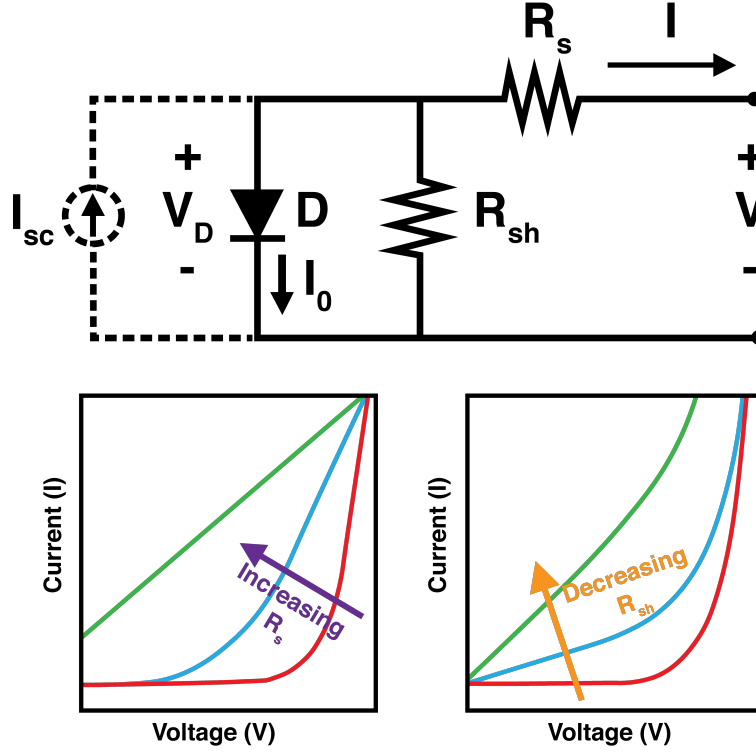 Rs I
+ +
Isc VD D Rsh V
- I0 -
Current (I) Increasing Rs Voltage (V)
Current (I) Decreasing Rsh Voltage (V)